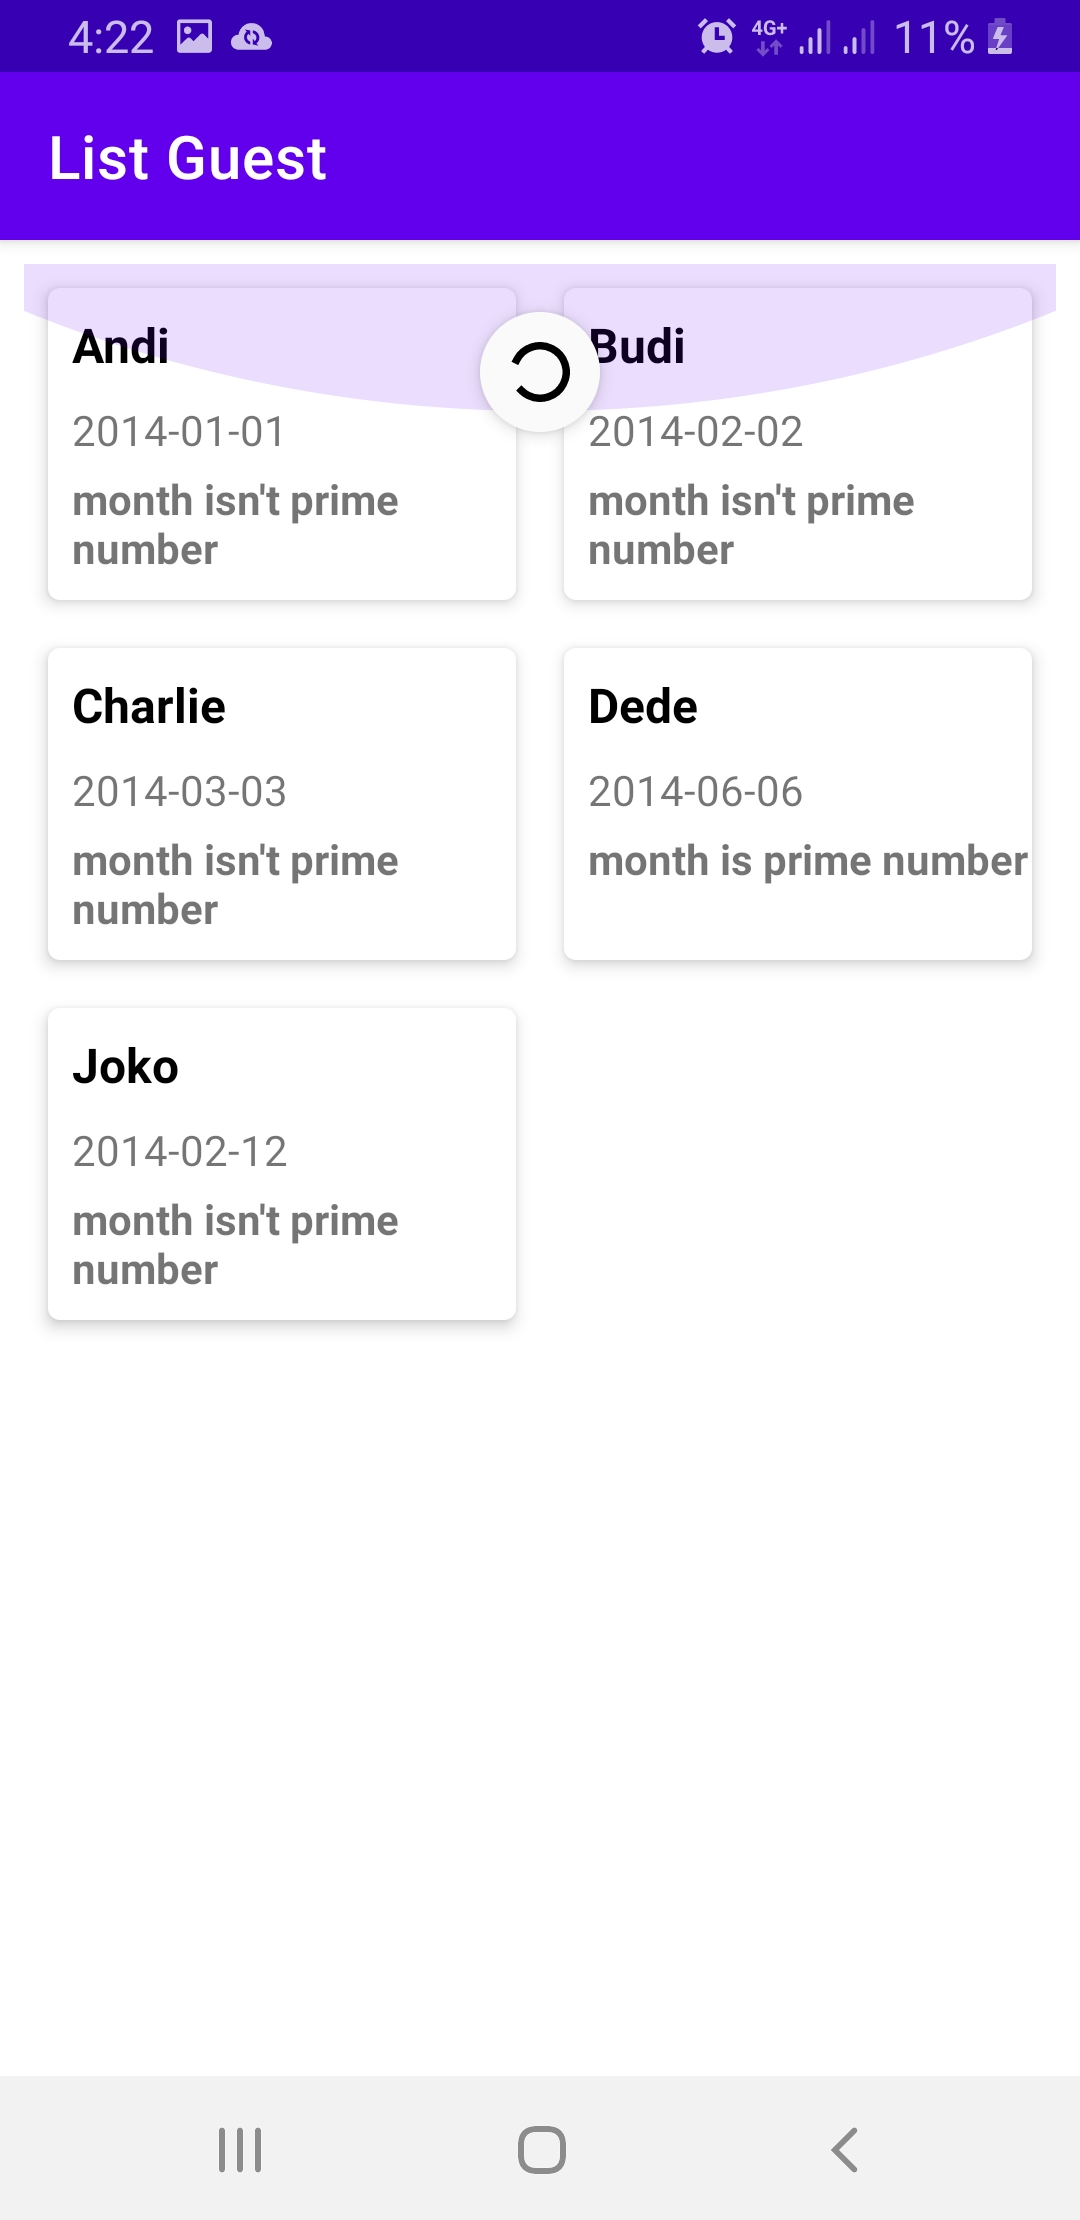 4:22 4G+ 11%
List Guest
Andi
2014-01-01
month isn't prime
number
Budi
2014-02-02
month isn't prime
number
Charlie
2014-03-03
month isn't prime
number
Dede
2014-06-06
month is prime number
Joko
2014-02-12
month isn't prime
number